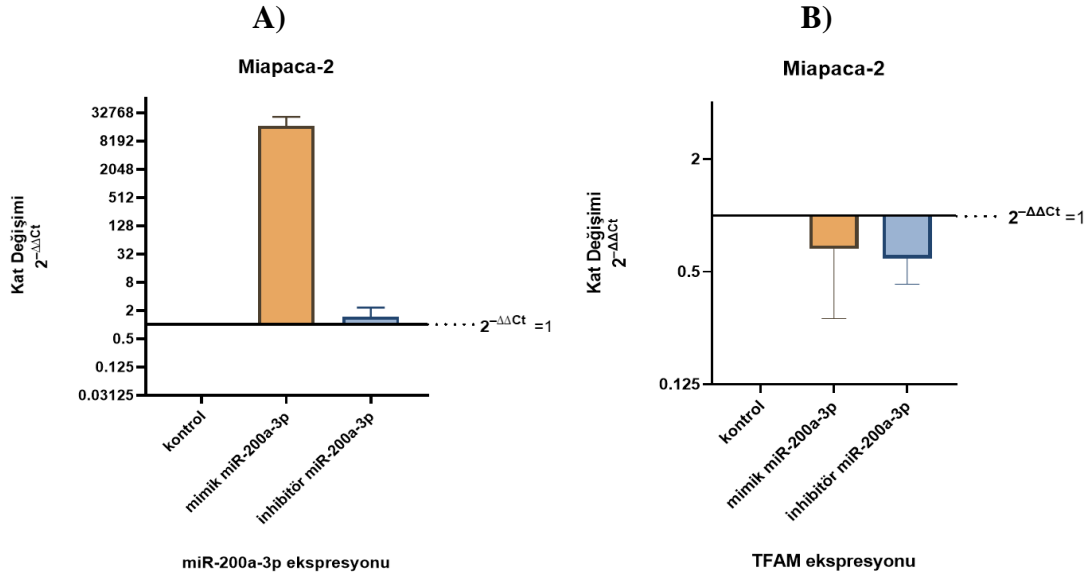 A)
Miapaca-2
Kat Değişimi
2^−ΔΔCt
32768
8192
2048
512
128
32
8
2
0.5
0.125
0.03125
2^−ΔΔCt =1
kontrol
mimik miR-200a-3p
inhibitör miR-200a-3p
miR-200a-3p ekspresyonu
B)
Miapaca-2
Kat Değişimi
2^−ΔΔCt
2
0.5
0.125
2^−ΔΔCt =1
kontrol
mimik miR-200a-3p
inhibitör miR-200a-3p
TFAM ekspresyonu